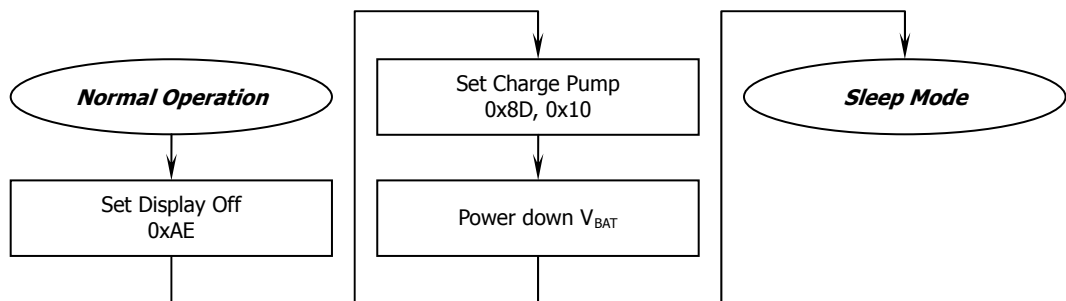 Normal Operation
Set Display Off
0xAE
Set Charge Pump
0x8D, 0x10
Power down VBAT
Sleep Mode